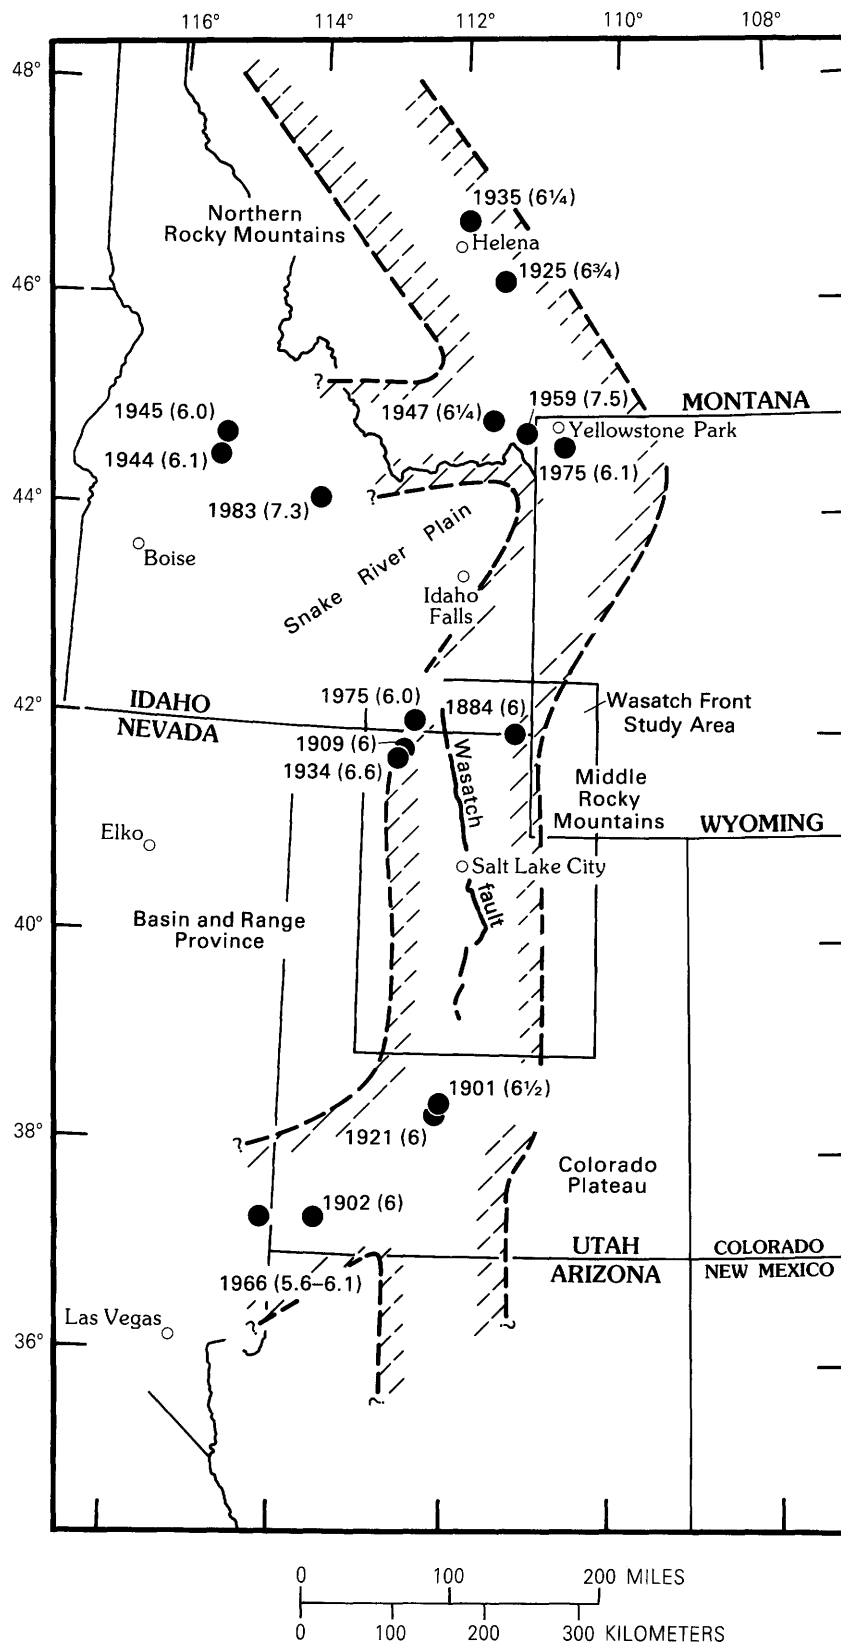 116° 114° 112° 110° 108°
48°
1935 (6¼)
Northern
Rocky Mountains
Helena
1925 (6¾)
46°
?
1945 (6.0)
1947 (6¼)
1959 (7.5)
MONTANA
Yellowstone Park
1944 (6.1)
1975 (6.1)
44°
?
1983 (7.3)
Snake River Plain
Boise
Idaho
Falls
1975 (6.0)
1884 (6)
42°
IDAHO
NEVADA
Wasatch Front
Study Area
1909 (6)
1934 (6.6)
Wasatch
fault
Middle
Rocky
Mountains
WYOMING
Elko
Salt Lake City
40°
Basin and Range
Province
1901 (6½)
38°
?
1921 (6)
Colorado
Plateau
1902 (6)
UTAH
ARIZONA
COLORADO
NEW MEXICO
1966 (5.6–6.1)
Las Vegas
?
?
36°
?
0 100 200 MILES
0 100 200 300 KILOMETERS